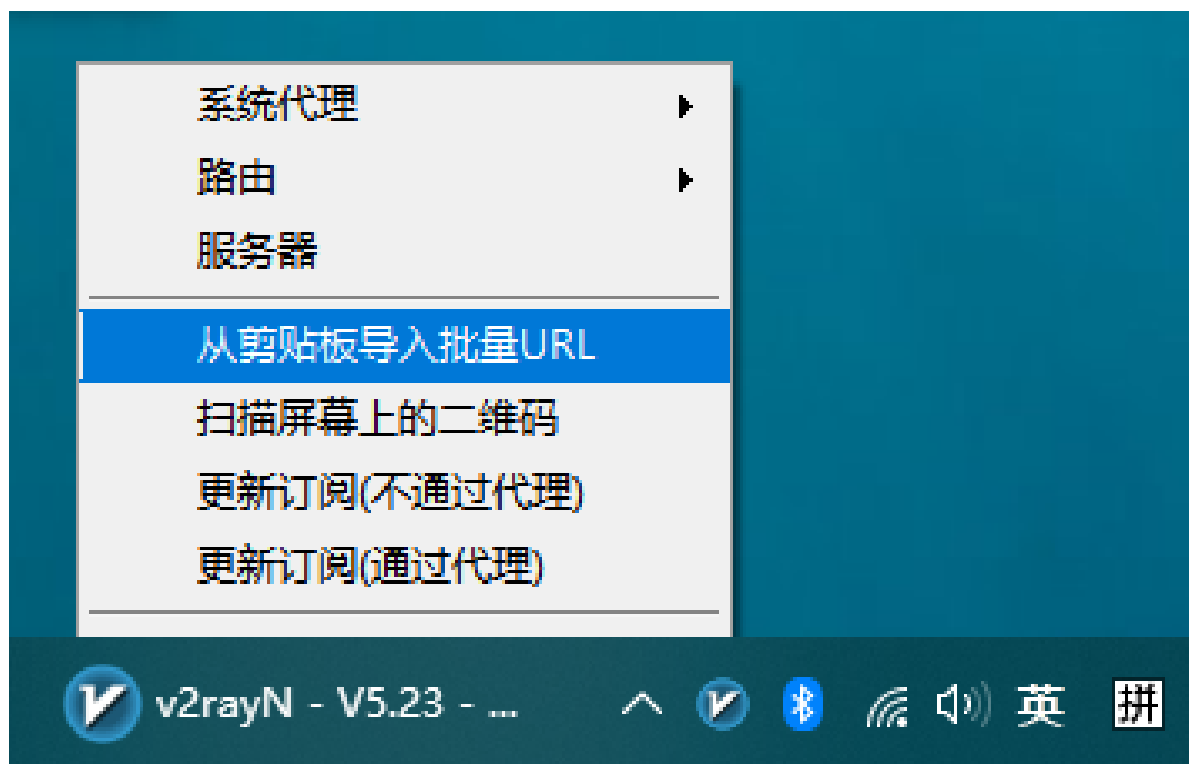 系统代理
路由
服务器
从剪贴板导入批量URL
扫描屏幕上的二维码
更新订阅(不通过代理)
更新订阅(通过代理)
v2rayN - V5.23 - ... 英 拼